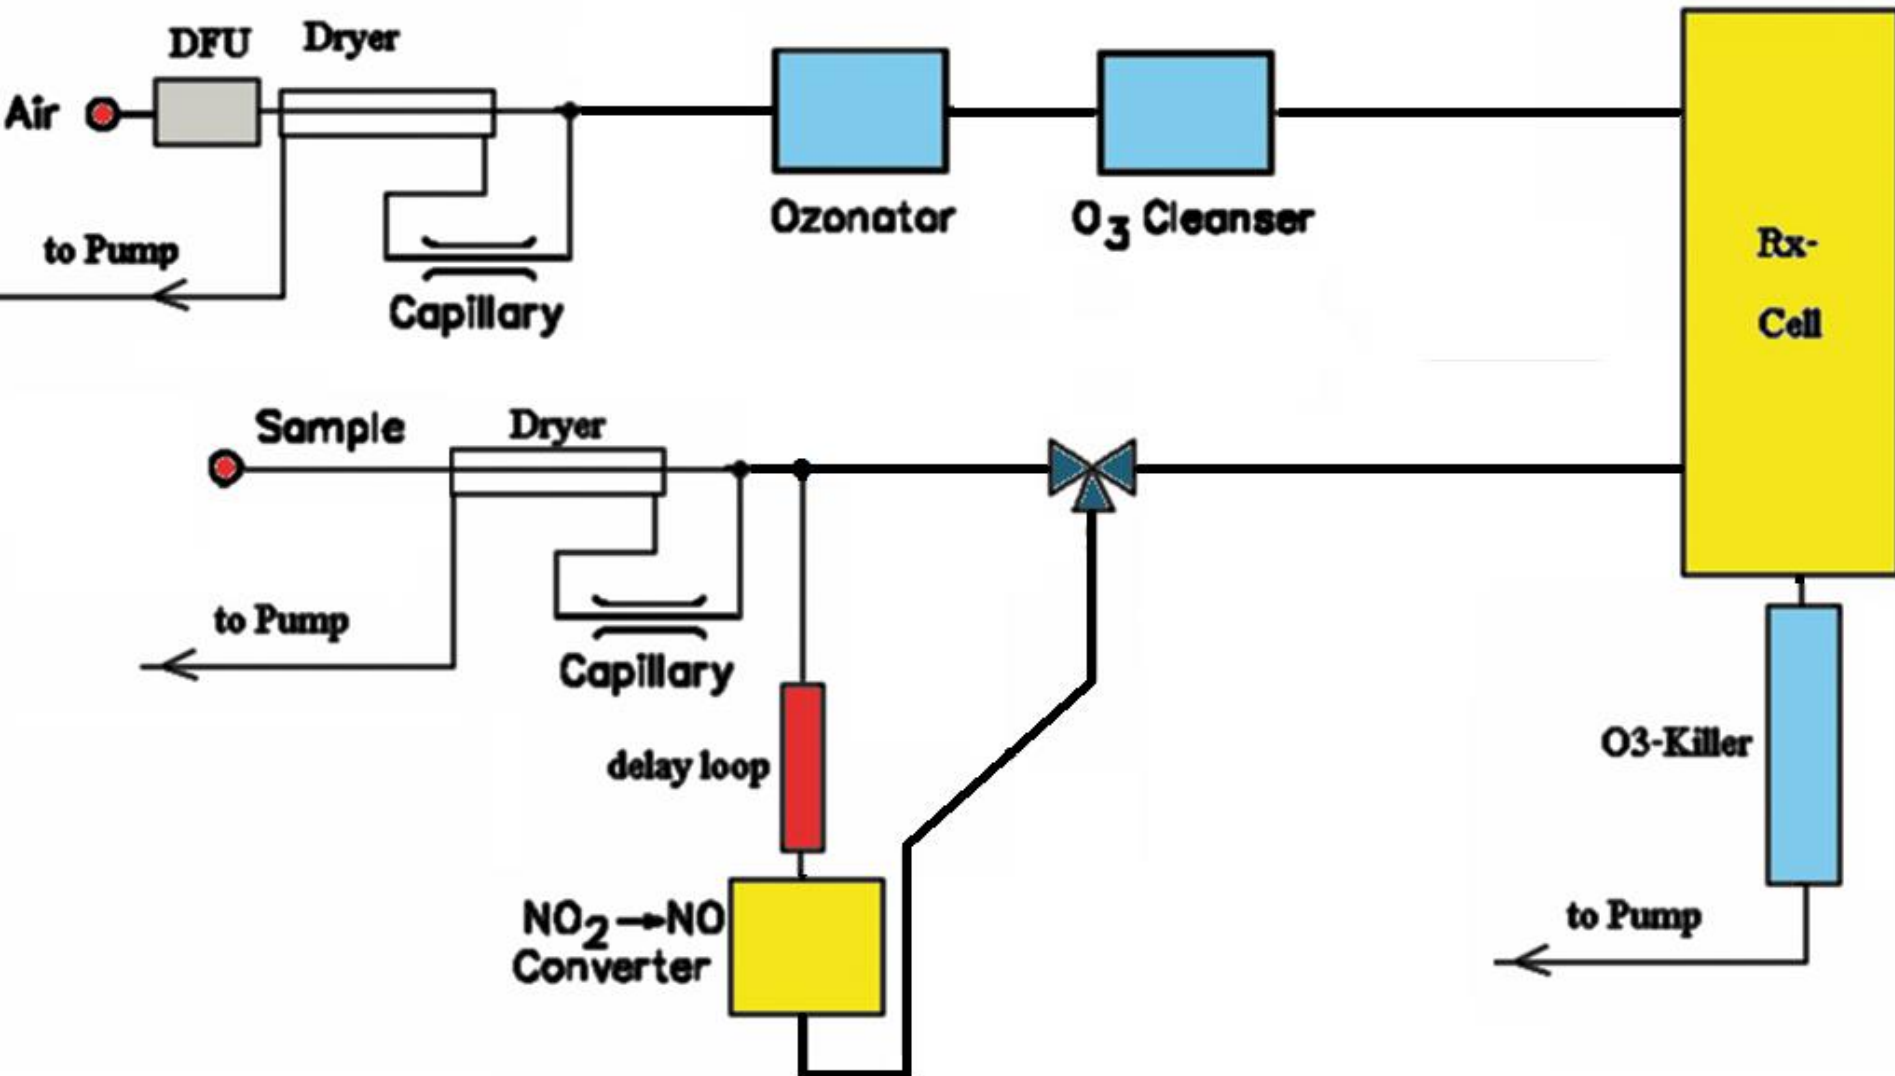 DFU
Dryer
Air
to Pump
Capillary
Ozonator
O3 Cleanser
Rx-
Cell
Sample
Dryer
to Pump
Capillary
delay loop
O3-Killer
NO2→NO
Converter
to Pump